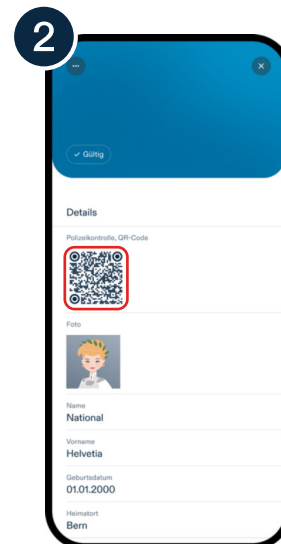 2
Gültig
Details
Polizeikontrolle, QR-Code
Foto
Name
National
Vorname
Helvetia
Geburtsdatum
01.01.2000
Heimatort
Bern